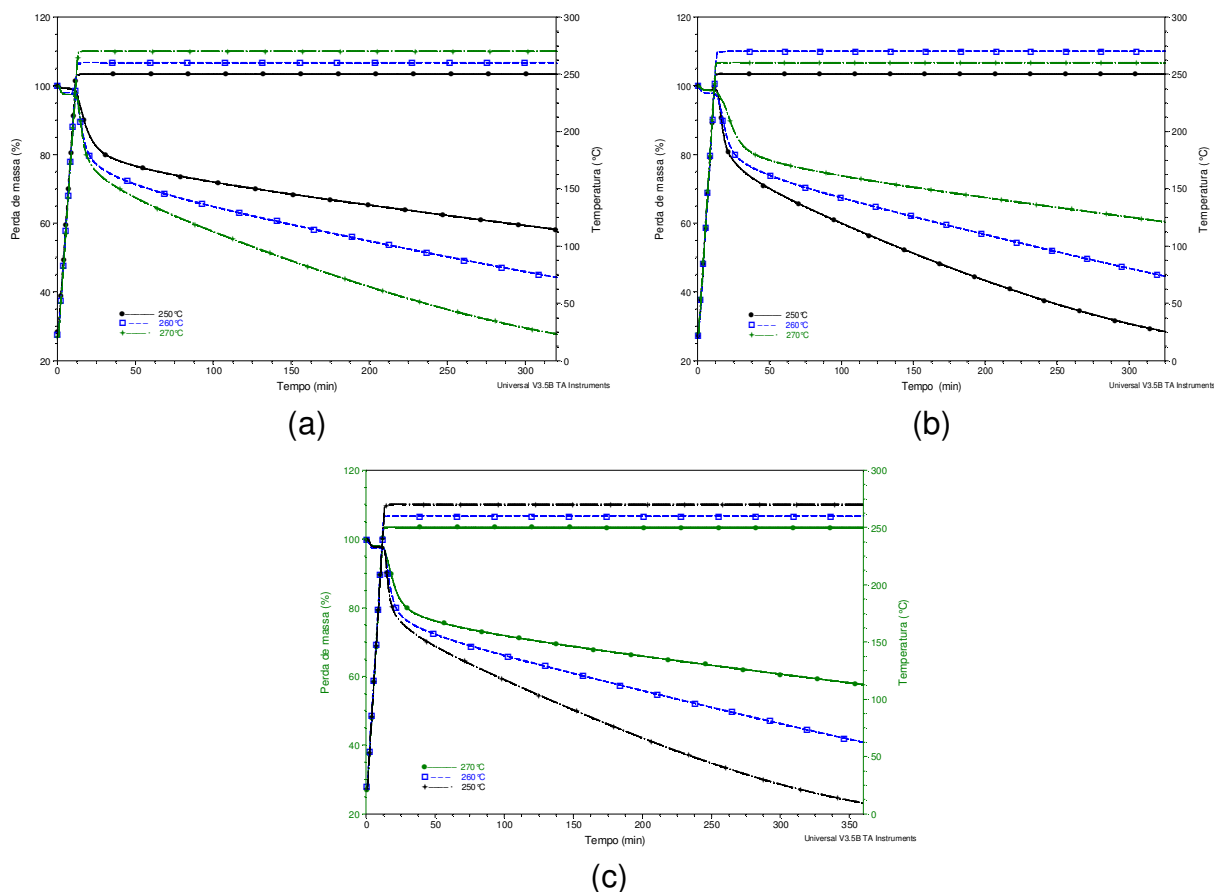 120
100
80
60
40
20
Perda de massa (%)
300
250
200
150
100
50
0
Temperatura (°C)
250°C
260°C
270°C
0
50
100
150
200
250
300
Tempo (min)
Universal V3.5B TA Instruments
(a)
120
100
80
60
40
20
Perda de massa (%)
300
250
200
150
100
50
0
Temperatura (°C)
250°C
260°C
270°C
0
50
100
150
200
250
300
Tempo (min)
Universal V3.5B TA Instruments
(b)
120
100
80
60
40
20
Perda de massa (%)
300
250
200
150
100
50
0
Temperatura (°C)
270°C
260°C
250°C
0
50
100
150
200
250
300
350
Tempo (min)
Universal V3.5B TA Instruments
(c)